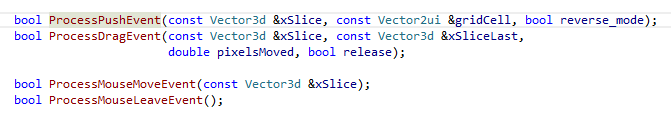 bool ProcessPushEvent(const Vector3d &xSlice, const Vector2ui &gridCell, bool reverse_mode);
bool ProcessDragEvent(const Vector3d &xSlice, const Vector3d &xSliceLast,
double pixelsMoved, bool release);
bool ProcessMouseMoveEvent(const Vector3d &xSlice);
bool ProcessMouseLeaveEvent();